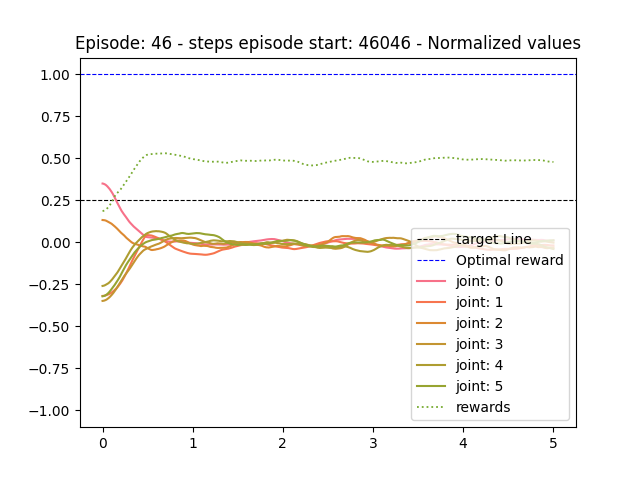 Episode: 46 - steps episode start: 46046 - Normalized values
1.00
0.75
0.50
0.25
0.00
−0.25
−0.50
−0.75
−1.00
0 1 2 3 4 5
Target Line
Optimal reward
joint: 0
joint: 1
joint: 2
joint: 3
joint: 4
joint: 5
rewards